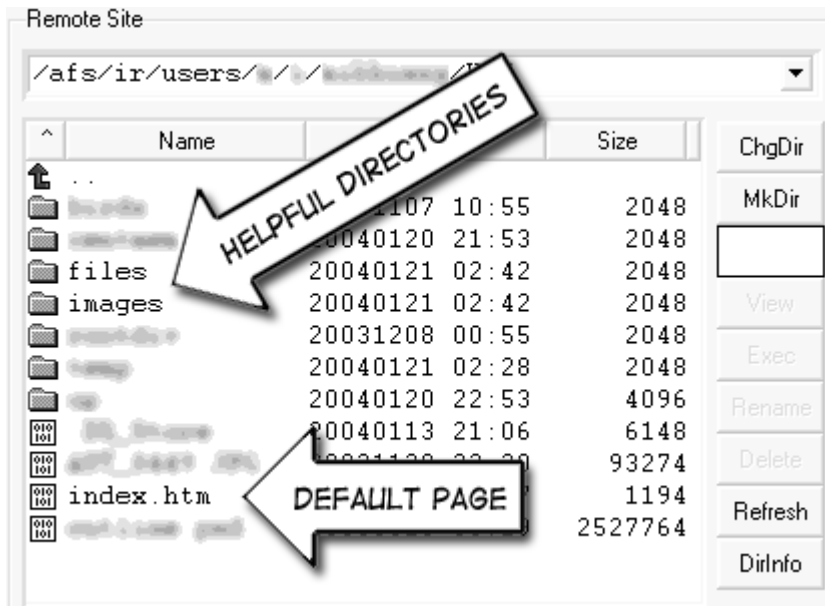 Remote Site
/afs/ir/users/
^ Name Size
..
1107 10:55 2048
20040120 21:53 2048
files 20040121 02:42 2048
images 20040121 02:42 2048
20031208 00:55 2048
20040121 02:28 2048
20040120 22:53 4096
20040113 21:06 6148
93274
index.htm 1194
2527764
HELPFUL DIRECTORIES
DEFAULT PAGE
ChgDir
MkDir
View
Exec
Rename
Delete
Refresh
DirInfo